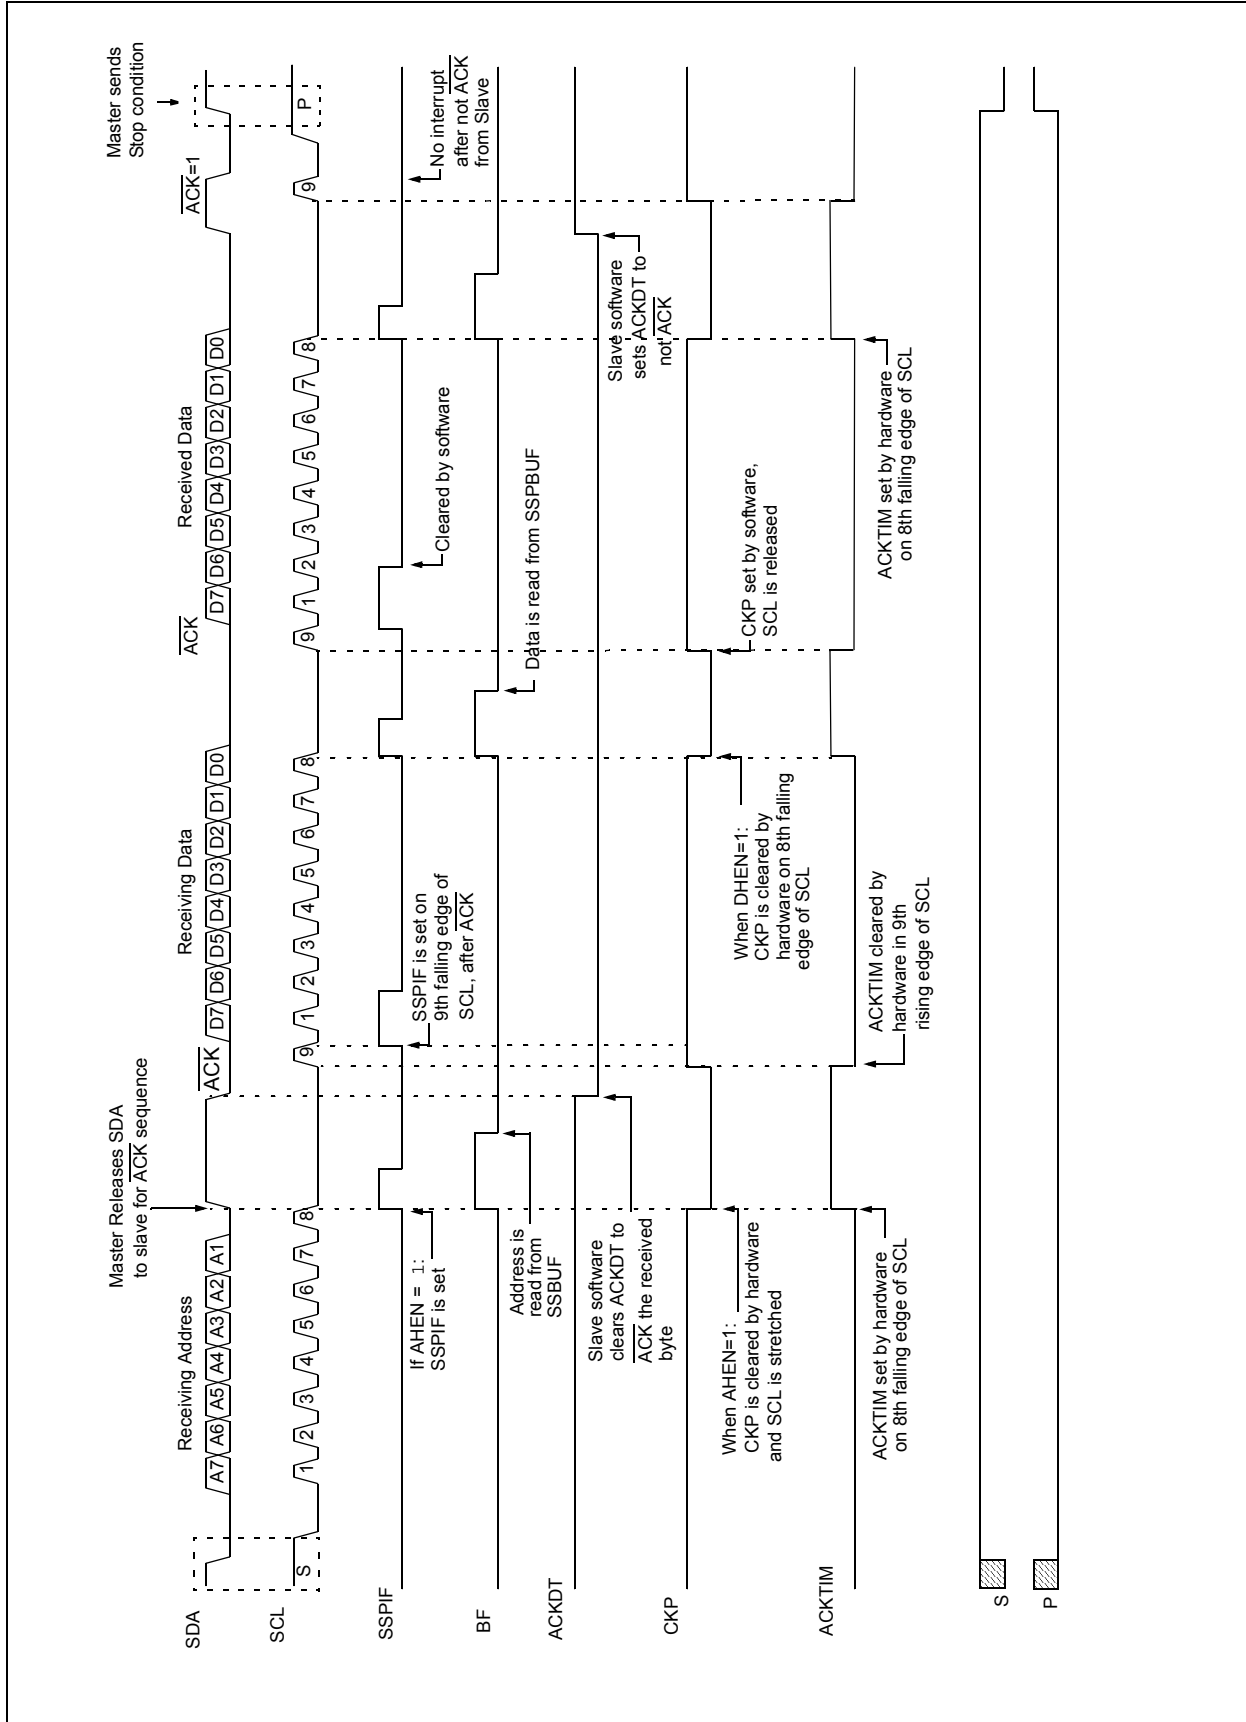 Master Releases SDA
to slave for ACK sequence
Master sends
Stop condition
Receiving Address
Receiving Data
Received Data
ACK
ACK
ACK=1
SDA
A7 A6 A5 A4 A3 A2 A1
D7 D6 D5 D4 D3 D2 D1 D0
D7 D6 D5 D4 D3 D2 D1 D0
SCL
S
1 2 3 4 5 6 7 8
9
1 2 3 4 5 6 7 8
9
1 2 3 4 5 6 7 8
9
P
SSPIF
If AHEN = 1:
SSPIF is set
SSPIF is set on
9th falling edge of
SCL, after ACK
Cleared by software
No interrupt
after not ACK
from Slave
BF
Address is
read from
SSBUF
Data is read from SSPBUF
ACKDT
Slave software
clears ACKDT to
ACK the received
byte
Slave software
sets ACKDT to
not ACK
CKP
When AHEN=1:
CKP is cleared by hardware
and SCL is stretched
When DHEN=1:
CKP is cleared by
hardware on 8th falling
edge of SCL
CKP set by software,
SCL is released
ACKTIM
ACKTIM set by hardware
on 8th falling edge of SCL
ACKTIM cleared by
hardware in 9th
rising edge of SCL
ACKTIM set by hardware
on 8th falling edge of SCL
S
P